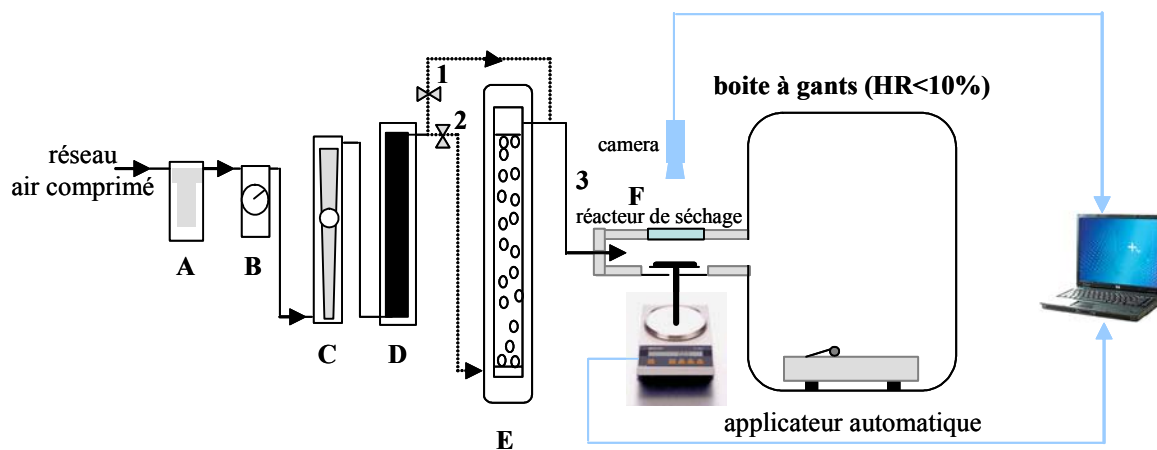 1
boite à gants (HR<10%)
2
camera
réseau
air comprimé
3
F
réacteur de séchage
A
B
C
D
E
applicateur automatique